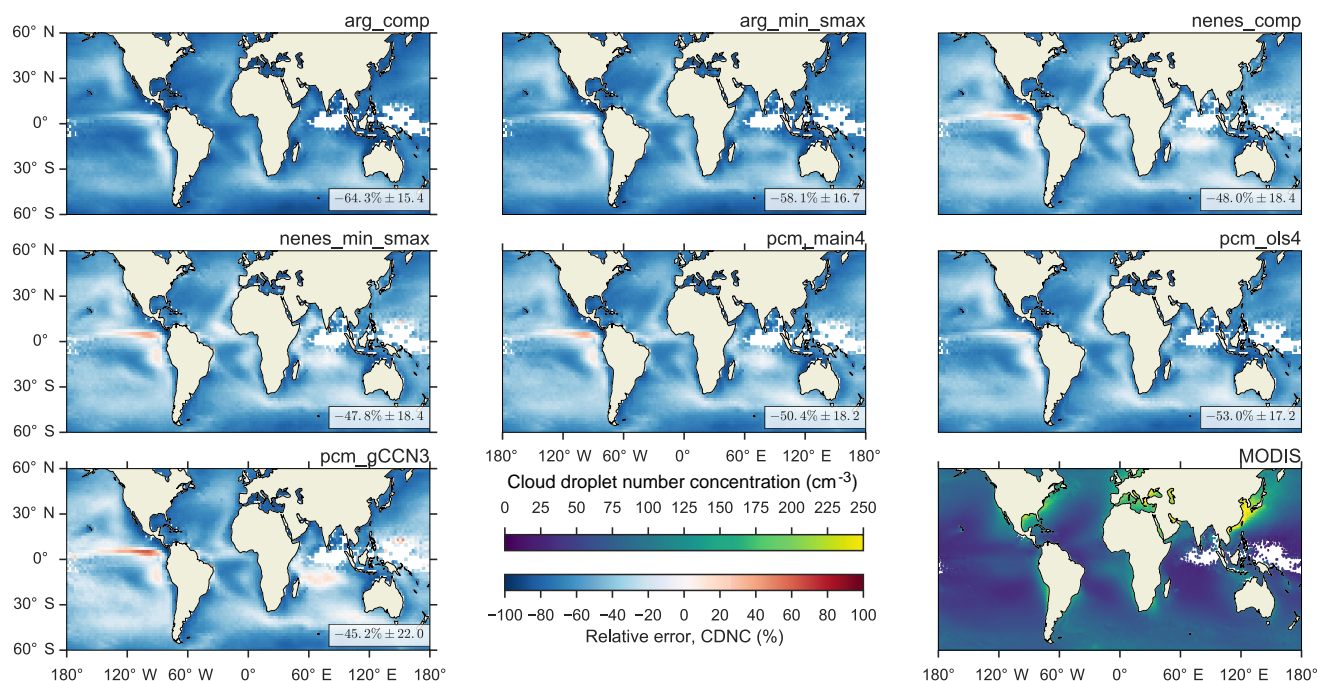 arg_comp
arg_min_smax
nenes_comp
60° N
30° N
0°
30° S
60° S
−64.3% ± 15.4
−58.1% ± 16.7
−48.0% ± 18.4
nenes_min_smax
pcm_main4
pcm_ols4
60° N
30° N
0°
30° S
60° S
−47.8% ± 18.4
−50.4% ± 18.2
−53.0% ± 17.2
180° 120° W 60° W 0° 60° E 120° E 180°
pcm_gCCN3
MODIS
60° N
30° N
0°
30° S
60° S
−45.2% ± 22.0
180° 120° W 60° W 0° 60° E 120° E 180°
Cloud droplet number concentration (cm⁻³)
0 25 50 75 100 125 150 175 200 225 250
−100 −80 −60 −40 −20 0 20 40 60 80 100
Relative error, CDNC (%)
180° 120° W 60° W 0° 60° E 120° E 180°